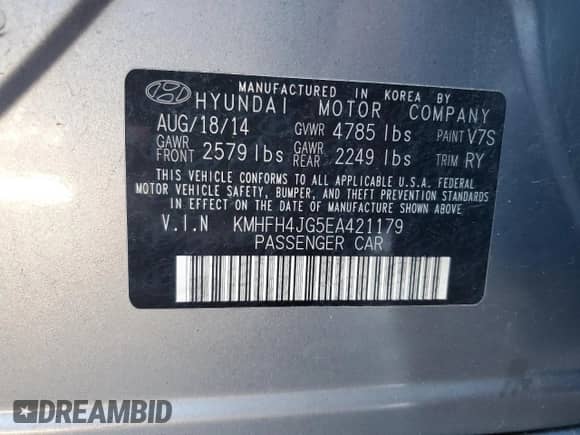 MANUFACTURED IN KOREA BY
HYUNDAI MOTOR COMPANY
AUG/18/14 GVWR 4785 lbs PAINT V7S
GAWR FRONT 2579 lbs GAWR REAR 2249 lbs TRIM RY
THIS VEHICLE CONFORMS TO ALL APPLICABLE U.S.A. FEDERAL
MOTOR VEHICLE SAFETY, BUMPER, AND THEFT PREVENTION
STANDARDS IN EFFECT ON THE DATE OF MANUFACTURE SHOWN ABOVE.
V.I.N KMHFH4JG5EA421179
PASSENGER CAR
DREAMBID